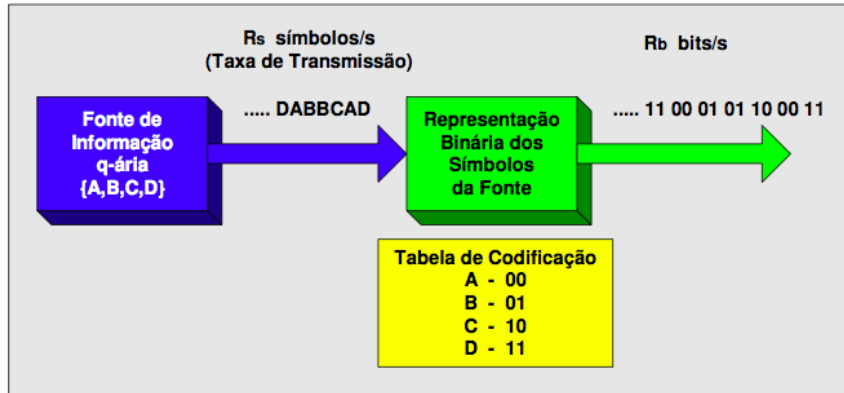 Rs símbolos/s
(Taxa de Transmissão)
Rb bits/s
Fonte de
Informação
q-ária
{A,B,C,D}
..... DABBCAD
Representação
Binária dos
Símbolos
da Fonte
..... 11 00 01 01 10 00 11
Tabela de Codificação
A - 00
B - 01
C - 10
D - 11